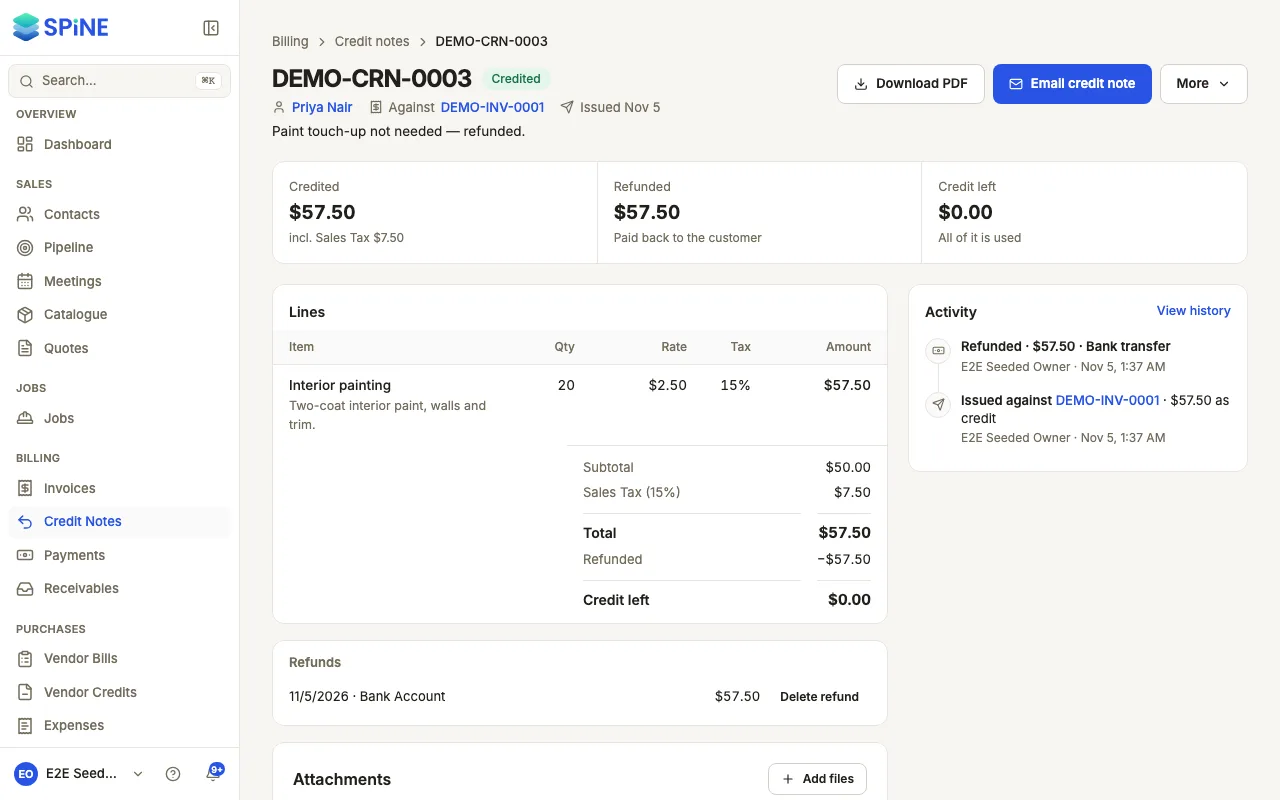 SPiNE
Search... ⌘K
OVERVIEW
Dashboard
SALES
Contacts
Pipeline
Meetings
Catalogue
Quotes
JOBS
Jobs
BILLING
Invoices
Credit Notes
Payments
Receivables
PURCHASES
Vendor Bills
Vendor Credits
Expenses
EO E2E Seed... 9+
Billing > Credit notes > DEMO-CRN-0003
DEMO-CRN-0003 Credited
Priya Nair Against DEMO-INV-0001 Issued Nov 5
Paint touch-up not needed — refunded.
Download PDF Email credit note More
Credited
$57.50
incl. Sales Tax $7.50
Refunded
$57.50
Paid back to the customer
Credit left
$0.00
All of it is used
Lines
Item Qty Rate Tax Amount
Interior painting 20 $2.50 15% $57.50
Two-coat interior paint, walls and
trim.
Subtotal $50.00
Sales Tax (15%) $7.50
Total $57.50
Refunded −$57.50
Credit left $0.00
Refunds
11/5/2026 · Bank Account $57.50 Delete refund
Attachments + Add files
Activity View history
Refunded · $57.50 · Bank transfer
E2E Seeded Owner · Nov 5, 1:37 AM
Issued against DEMO-INV-0001 · $57.50 as
credit
E2E Seeded Owner · Nov 5, 1:37 AM